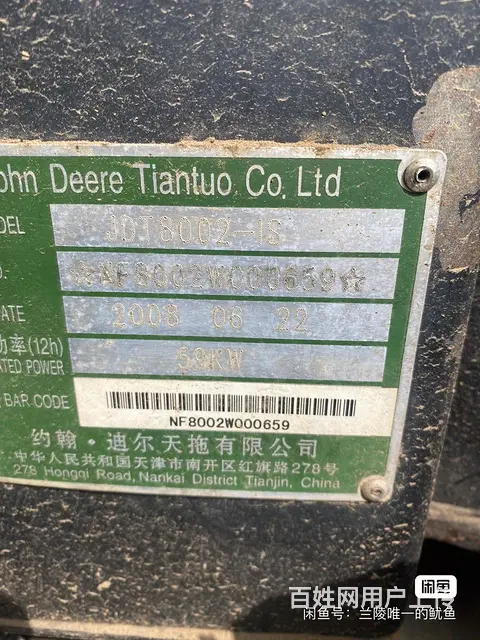 ohn Deere Tiantuo Co. Ltd
DEL JDT8002-1S
O. ☆NF8002W000659☆
ATE 2008 06 22
功率(12h)
ATED POWER 59KW
BAR CODE
NF8002W000659
约翰·迪尔天拖有限公司
中华人民共和国天津市南开区红旗路278号
278 Hongqi Road, Nankai District Tianjin, China
闲鱼
百姓网用户上传
闲鱼号：兰陵唯一的鱿鱼